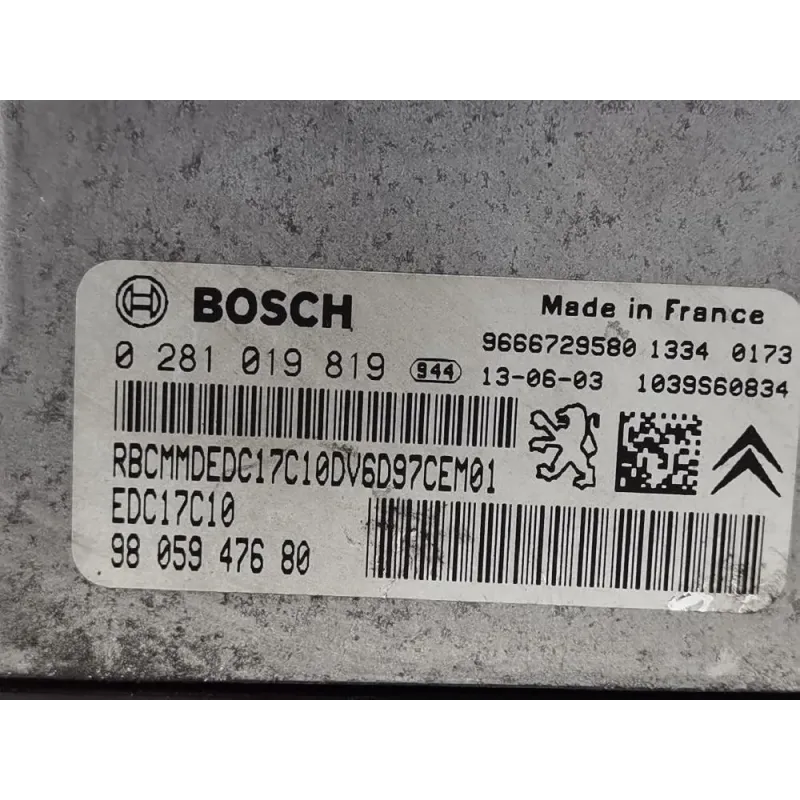 BOSCH
Made in France
0 281 019 819
944
9666729580 1334 0173
13-06-03 1039S60834
RBCMMDEDC17C10DV6D97CEM01
EDC17C10
98 059 476 80